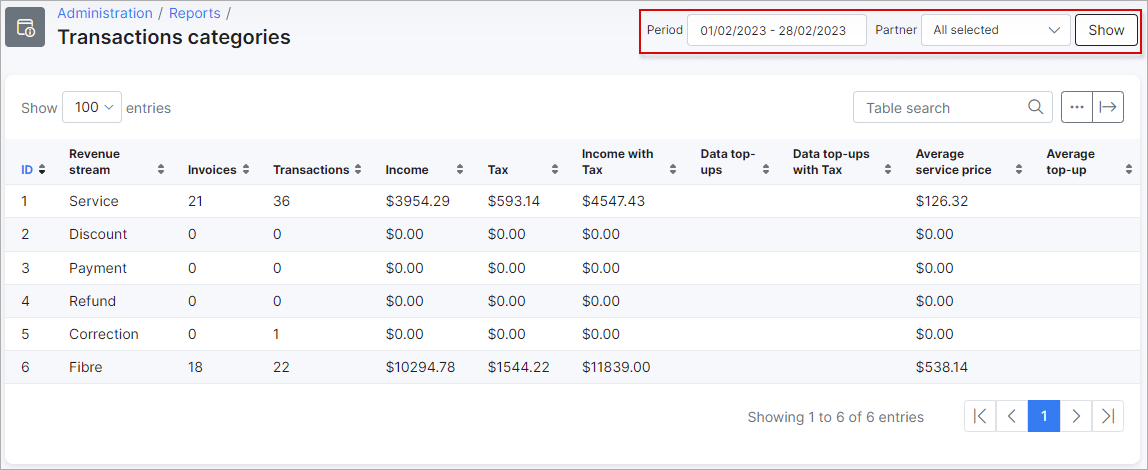 Administration / Reports /
Transactions categories
Period 01/02/2023 - 28/02/2023 Partner All selected Show
Show 100 entries
Table search
ID Revenue stream Invoices Transactions Income Tax Income with Tax Data top-ups Data top-ups with Tax Average service price Average top-up
1 Service 21 36 $3954.29 $593.14 $4547.43 $126.32
2 Discount 0 0 $0.00 $0.00 $0.00 $0.00
3 Payment 0 0 $0.00 $0.00 $0.00 $0.00
4 Refund 0 0 $0.00 $0.00 $0.00 $0.00
5 Correction 0 1 $0.00 $0.00 $0.00 $0.00
6 Fibre 18 22 $10294.78 $1544.22 $11839.00 $538.14
Showing 1 to 6 of 6 entries 1